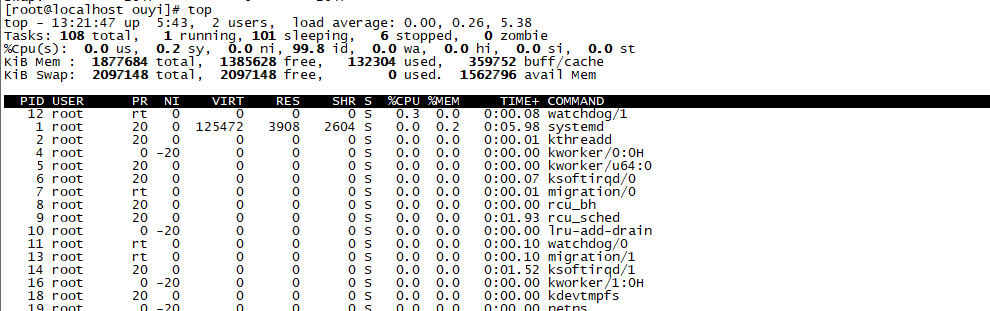 [root@localhost ouyi]# top
top - 13:21:47 up  5:43,  2 users,  load average: 0.00, 0.26, 5.38
Tasks: 108 total,   1 running, 101 sleeping,   6 stopped,   0 zombie
%Cpu(s):  0.0 us,  0.2 sy,  0.0 ni, 99.8 id,  0.0 wa,  0.0 hi,  0.0 si,  0.0 st
KiB Mem :  1877684 total,  1385628 free,   132304 used,   359752 buff/cache
KiB Swap:  2097148 total,  2097148 free,        0 used.  1562796 avail Mem
PID USER      PR  NI    VIRT    RES    SHR S  %CPU %MEM     TIME+ COMMAND
12 root      rt   0       0      0      0 S   0.3  0.0   0:00.08 watchdog/1
1 root      20   0  125472   3908   2604 S   0.0  0.2   0:05.98 systemd
2 root      20   0       0      0      0 S   0.0  0.0   0:00.01 kthreadd
4 root       0 -20       0      0      0 S   0.0  0.0   0:00.00 kworker/0:0H
5 root      20   0       0      0      0 S   0.0  0.0   0:00.00 kworker/u64:0
6 root      20   0       0      0      0 S   0.0  0.0   0:00.07 ksoftirqd/0
7 root      rt   0       0      0      0 S   0.0  0.0   0:00.01 migration/0
8 root      20   0       0      0      0 S   0.0  0.0   0:00.00 rcu_bh
9 root      20   0       0      0      0 S   0.0  0.0   0:01.93 rcu_sched
10 root       0 -20       0      0      0 S   0.0  0.0   0:00.00 lru-add-drain
11 root      rt   0       0      0      0 S   0.0  0.0   0:00.10 watchdog/0
13 root      rt   0       0      0      0 S   0.0  0.0   0:00.10 migration/1
14 root      20   0       0      0      0 S   0.0  0.0   0:01.52 ksoftirqd/1
16 root       0 -20       0      0      0 S   0.0  0.0   0:00.00 kworker/1:0H
18 root      20   0       0      0      0 S   0.0  0.0   0:00.00 kdevtmpfs
19 root       0 -20       0      0      0 S   0.0  0.0   0:00.00 netns